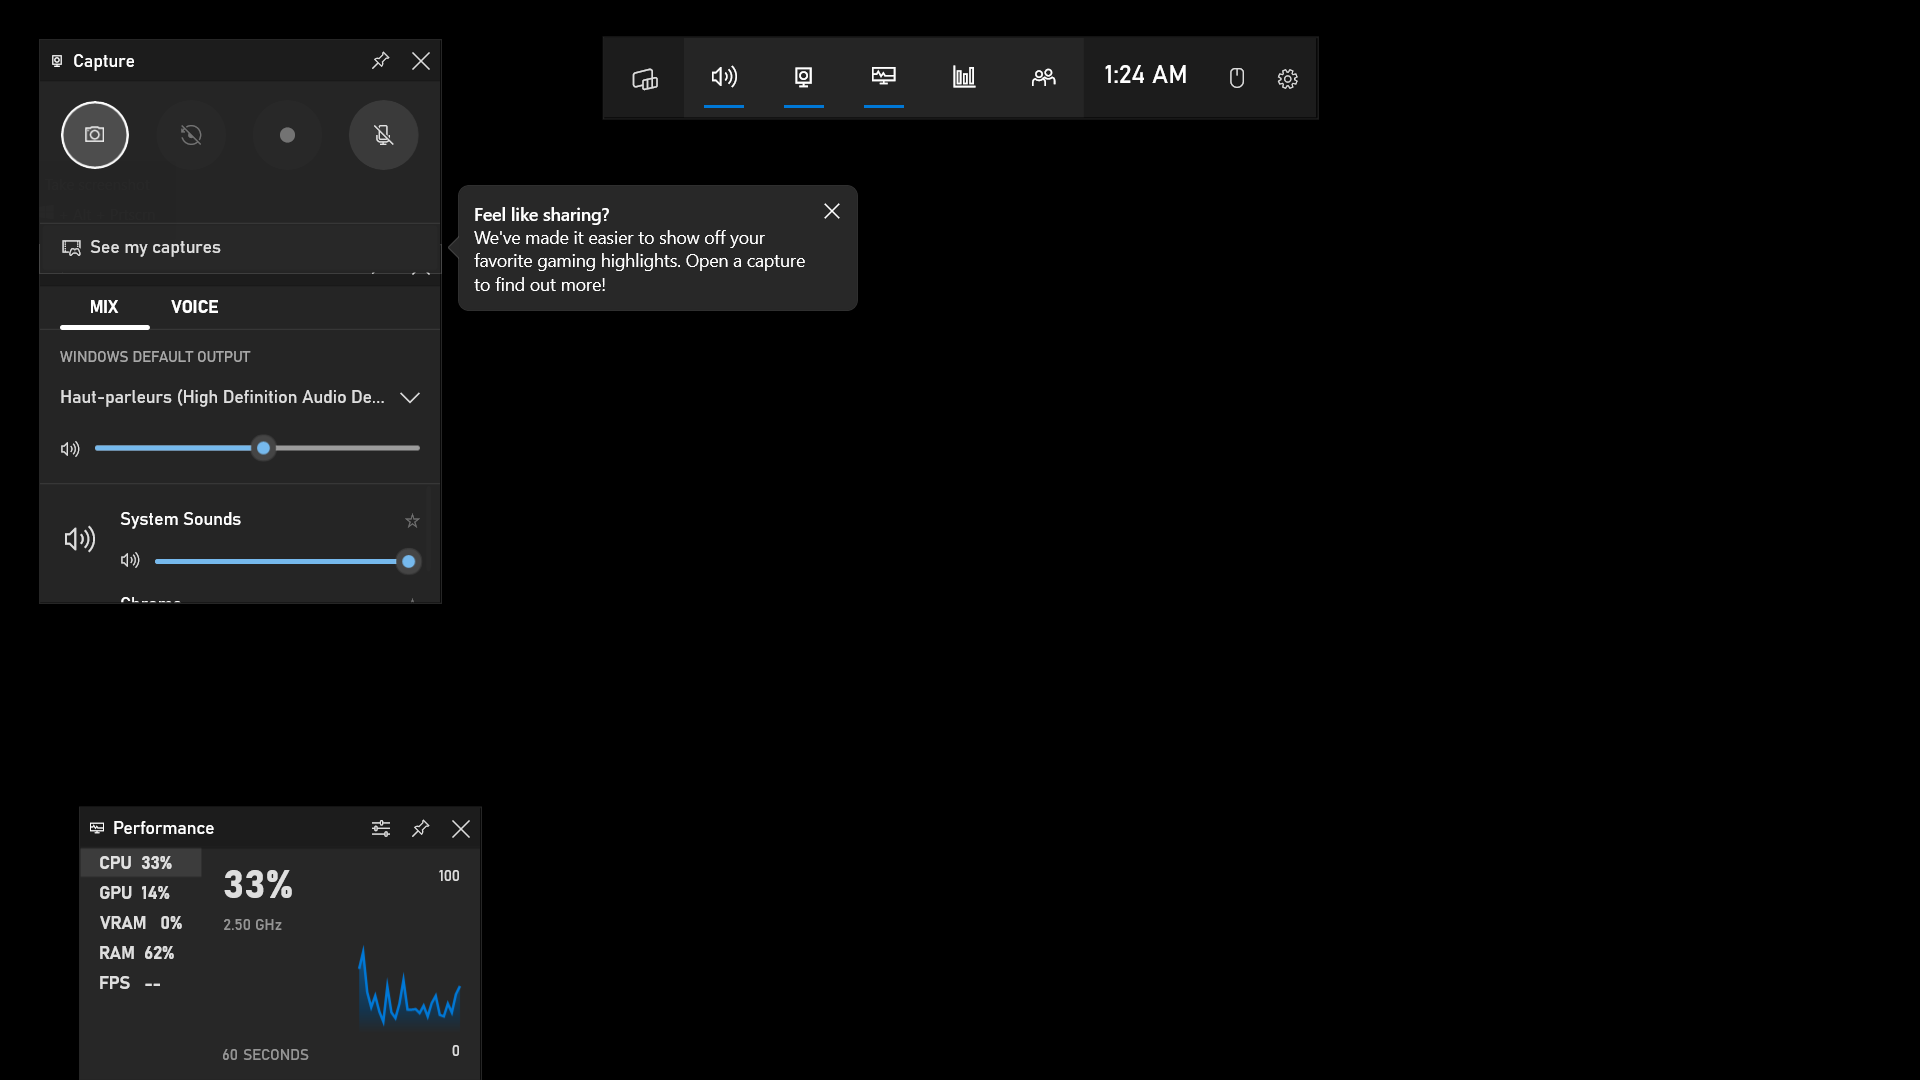 Capture
1:24 AM
Feel like sharing?
We've made it easier to show off your
favorite gaming highlights. Open a capture
to find out more!
See my captures
MIX VOICE
WINDOWS DEFAULT OUTPUT
Haut-parleurs (High Definition Audio De...
System Sounds
Performance
CPU 33%
GPU 14%
VRAM 0%
RAM 62%
FPS --
33%
2.50 GHz
100
60 SECONDS
0